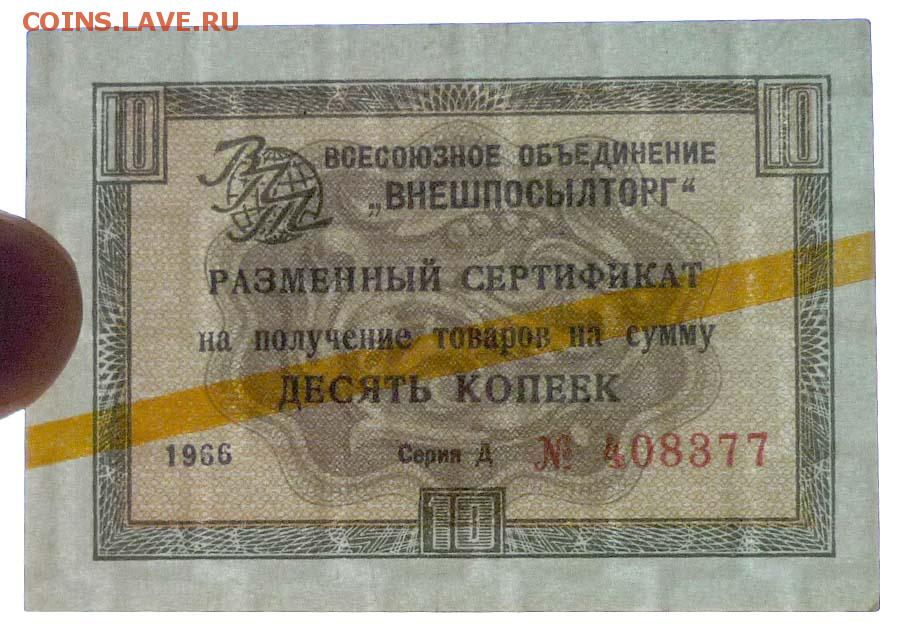 COINS.LAVE.RU
10 10
ВПТ
ВСЕСОЮЗНОЕ ОБЪЕДИНЕНИЕ
„ВНЕШПОСЫЛТОРГ“
РАЗМЕННЫЙ СЕРТИФИКАТ
на получение товаров на сумму
ДЕСЯТЬ КОПЕЕК
1966 Серия Д № 408377
10